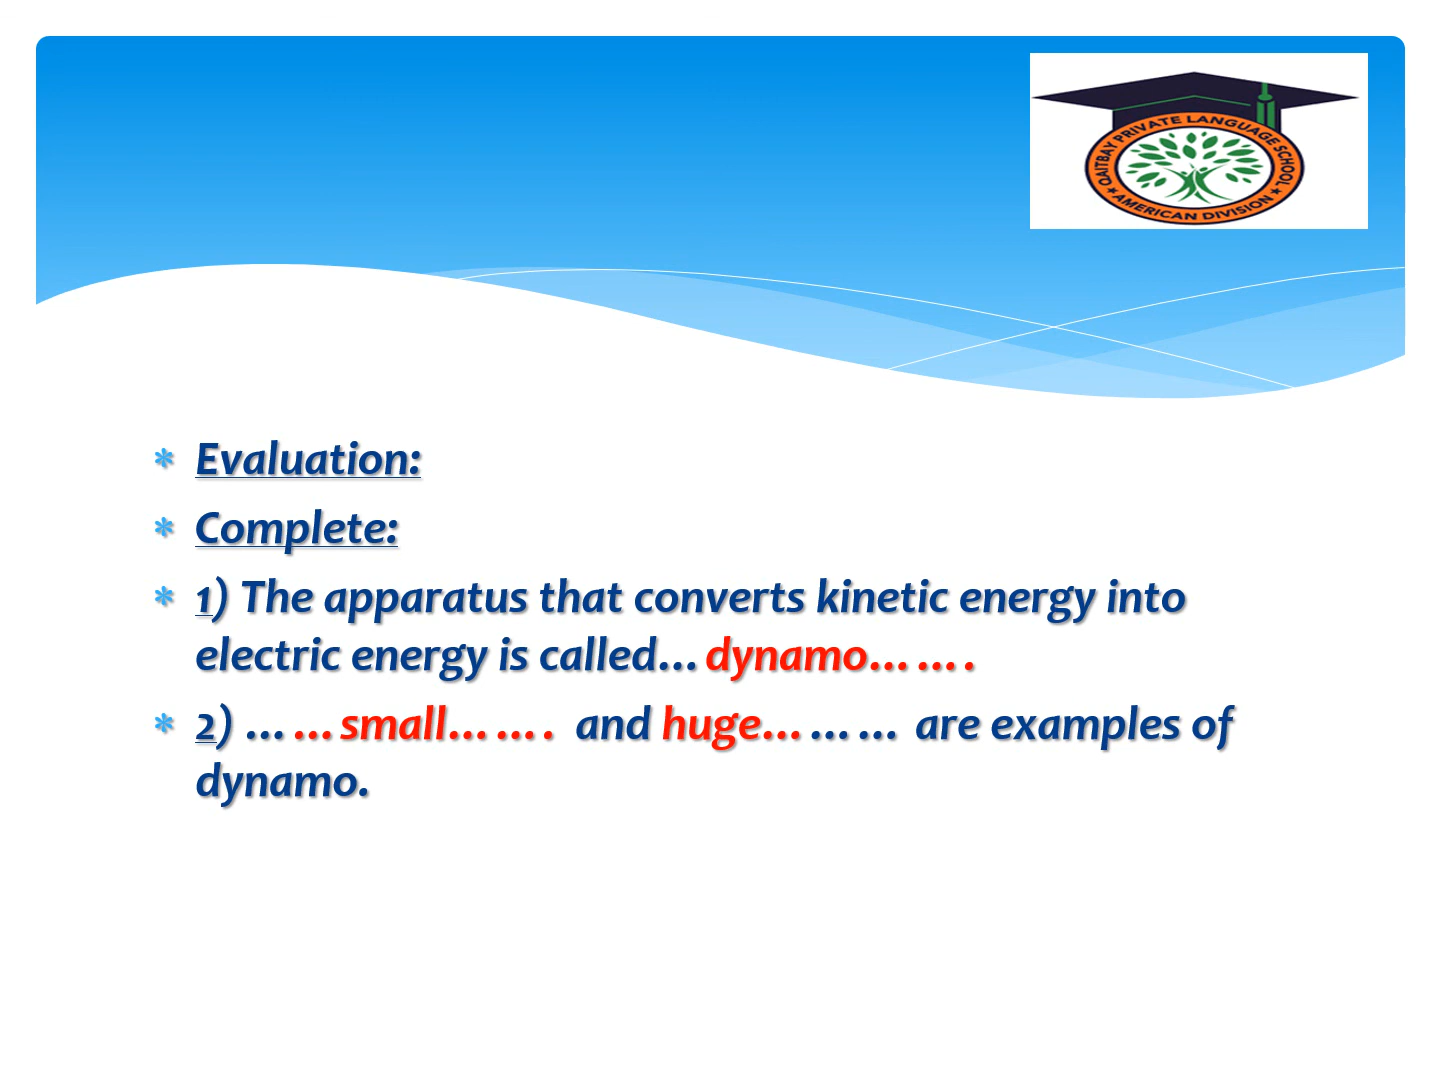 QAITBAY PRIVATE LANGUAGE SCHOOL
★ AMERICAN DIVISION ★
Evaluation:
Complete:
1) The apparatus that converts kinetic energy into
electric energy is called…dynamo…….
2) ……small……. and huge……… are examples of
dynamo.